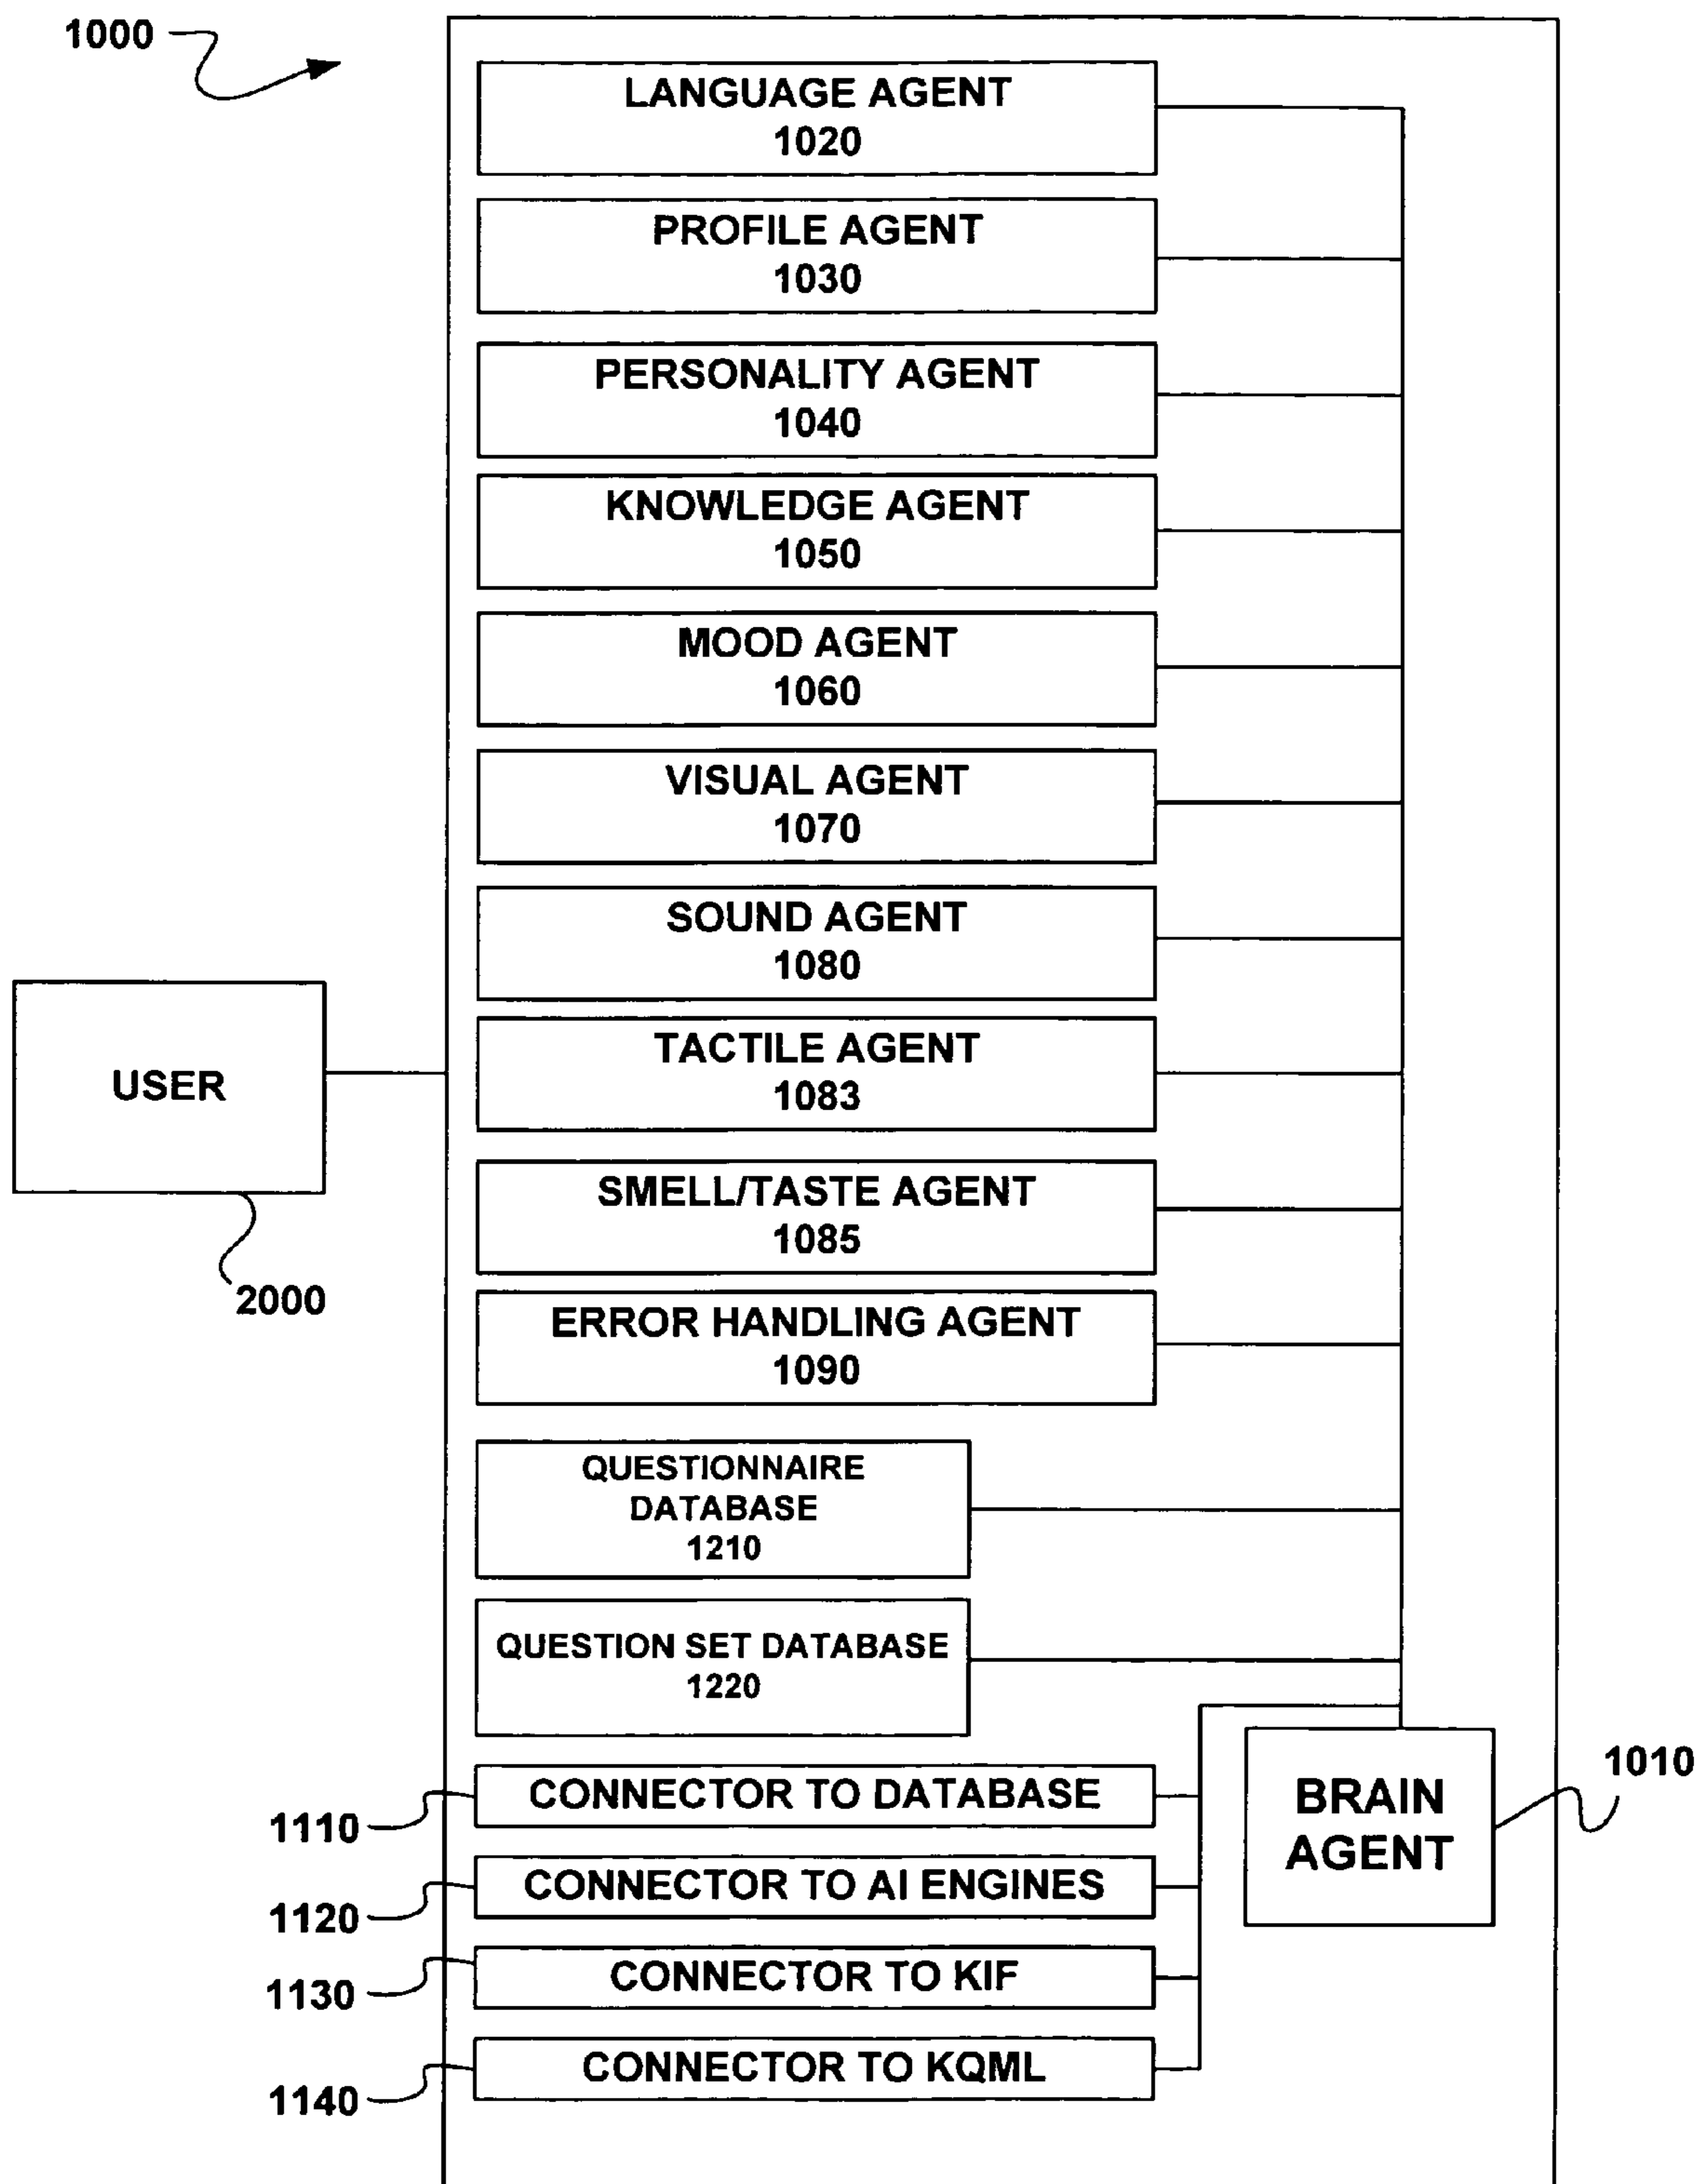 1000
LANGUAGE AGENT
1020
PROFILE AGENT
1030
PERSONALITY AGENT
1040
KNOWLEDGE AGENT
1050
MOOD AGENT
1060
VISUAL AGENT
1070
SOUND AGENT
1080
USER
2000
TACTILE AGENT
1083
SMELL/TASTE AGENT
1085
ERROR HANDLING AGENT
1090
QUESTIONNAIRE
DATABASE
1210
QUESTION SET DATABASE
1220
1110
CONNECTOR TO DATABASE
1120
CONNECTOR TO AI ENGINES
1130
CONNECTOR TO KIF
1140
CONNECTOR TO KQML
BRAIN
AGENT
1010